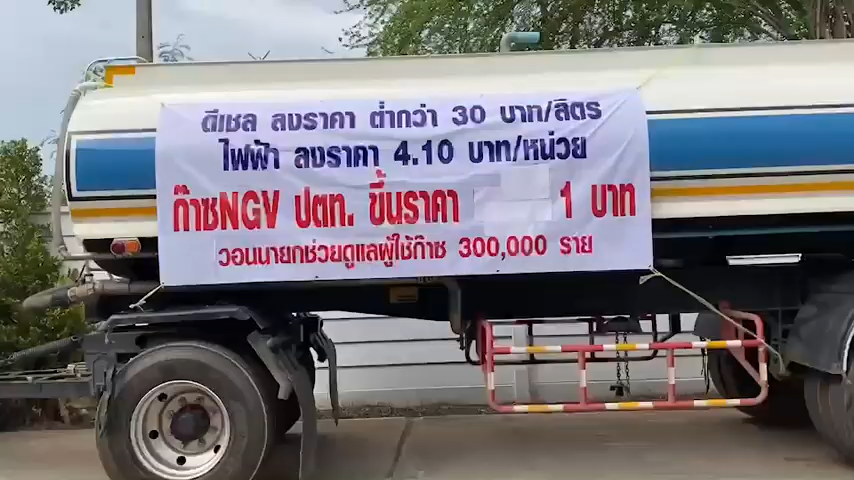 ดีเซล ลงราคา ต่ำกว่า 30 บาท/ลิตร
ไฟฟ้า ลงราคา 4.10 บาท/หน่วย
ก๊าซNGV ปตท. ขึ้นราคา 1 บาท
วอนนายกช่วยดูแลผู้ใช้ก๊าซ 300,000 ราย